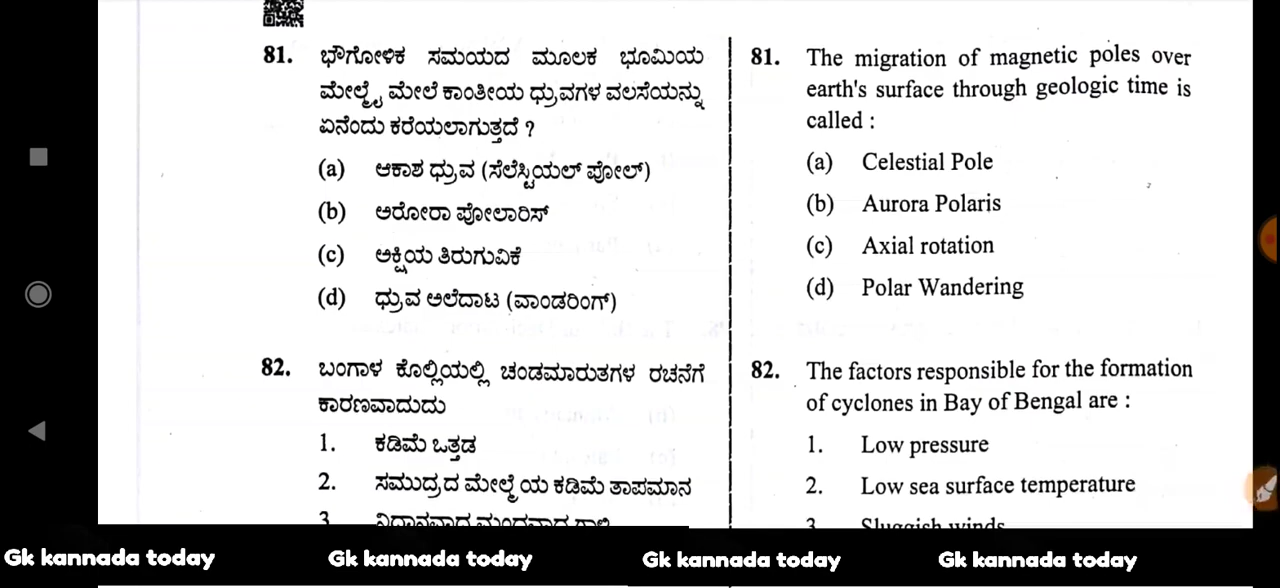 81. ಭೌಗೋಳಿಕ ಸಮಯದ ಮೂಲಕ ಭೂಮಿಯ
ಮೇಲ್ಮೈ ಮೇಲೆ ಕಾಂತೀಯ ಧ್ರುವಗಳ ವಲಸೆಯನ್ನು
ಏನೆಂದು ಕರೆಯಲಾಗುತ್ತದೆ ?
(a) ಆಕಾಶ ಧ್ರುವ (ಸೆಲೆಸ್ಟಿಯಲ್ ಪೋಲ್)
(b) ಅರೋರಾ ಪೋಲಾರಿಸ್
(c) ಅಕ್ಷಿಯ ತಿರುಗುವಿಕೆ
(d) ಧ್ರುವ ಅಲೆದಾಟ (ವಾಂಡರಿಂಗ್)
82. ಬಂಗಾಳ ಕೊಲ್ಲಿಯಲ್ಲಿ ಚಂಡಮಾರುತಗಳ ರಚನೆಗೆ
ಕಾರಣವಾದುದು
1. ಕಡಿಮೆ ಒತ್ತಡ
2. ಸಮುದ್ರದ ಮೇಲ್ಮೈಯ ಕಡಿಮೆ ತಾಪಮಾನ
3
81. The migration of magnetic poles over
earth's surface through geologic time is
called :
(a) Celestial Pole
(b) Aurora Polaris
(c) Axial rotation
(d) Polar Wandering
82. The factors responsible for the formation
of cyclones in Bay of Bengal are :
1. Low pressure
2. Low sea surface temperature
3 Sluggish winds
Gk kannada today Gk kannada today Gk kannada today Gk kannada today